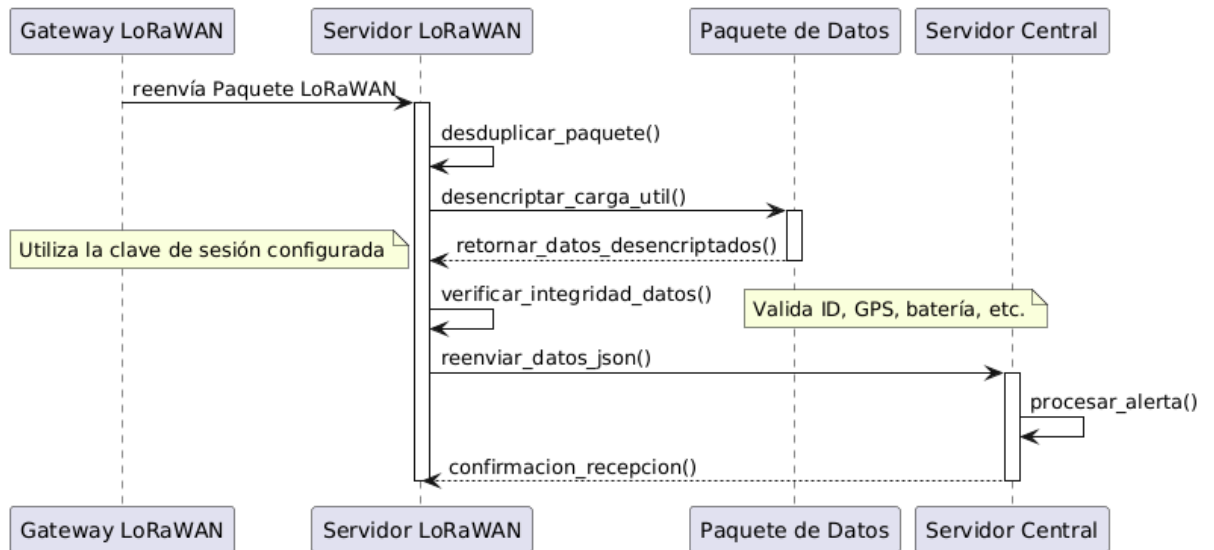 Gateway LoRaWAN
Servidor LoRaWAN
Paquete de Datos
Servidor Central
reenvía Paquete LoRaWAN
desduplicar_paquete()
desencriptar_carga_util()
Utiliza la clave de sesión configurada
retornar_datos_desencriptados()
verificar_integridad_datos()
Valida ID, GPS, batería, etc.
reenviar_datos_json()
procesar_alerta()
confirmacion_recepcion()
Gateway LoRaWAN
Servidor LoRaWAN
Paquete de Datos
Servidor Central